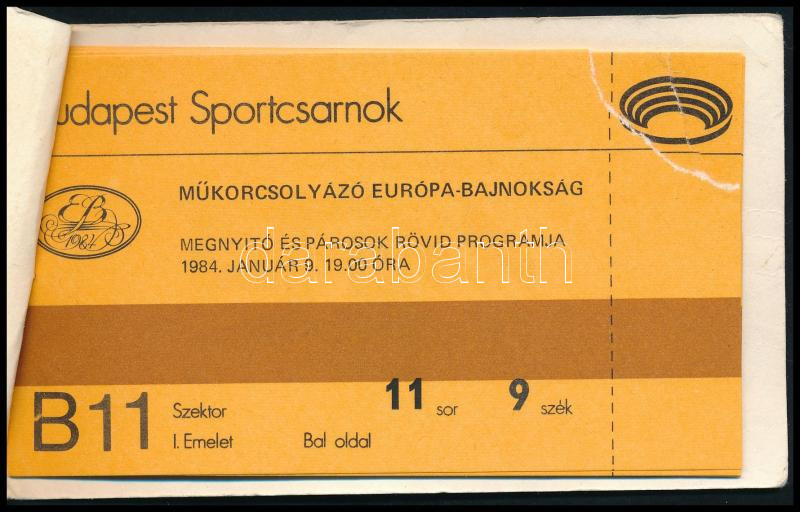 udapest Sportcsarnok
MŰKORCSOLYÁZÓ EURÓPA-BAJNOKSÁG
EB
1984
MEGNYITÓ ÉS PÁROSOK RÖVID PROGRAMJA
1984. JANUÁR 9. 19.00 ÓRA
darabanth
B11 Szektor 11 sor 9 szék
I. Emelet Bal oldal